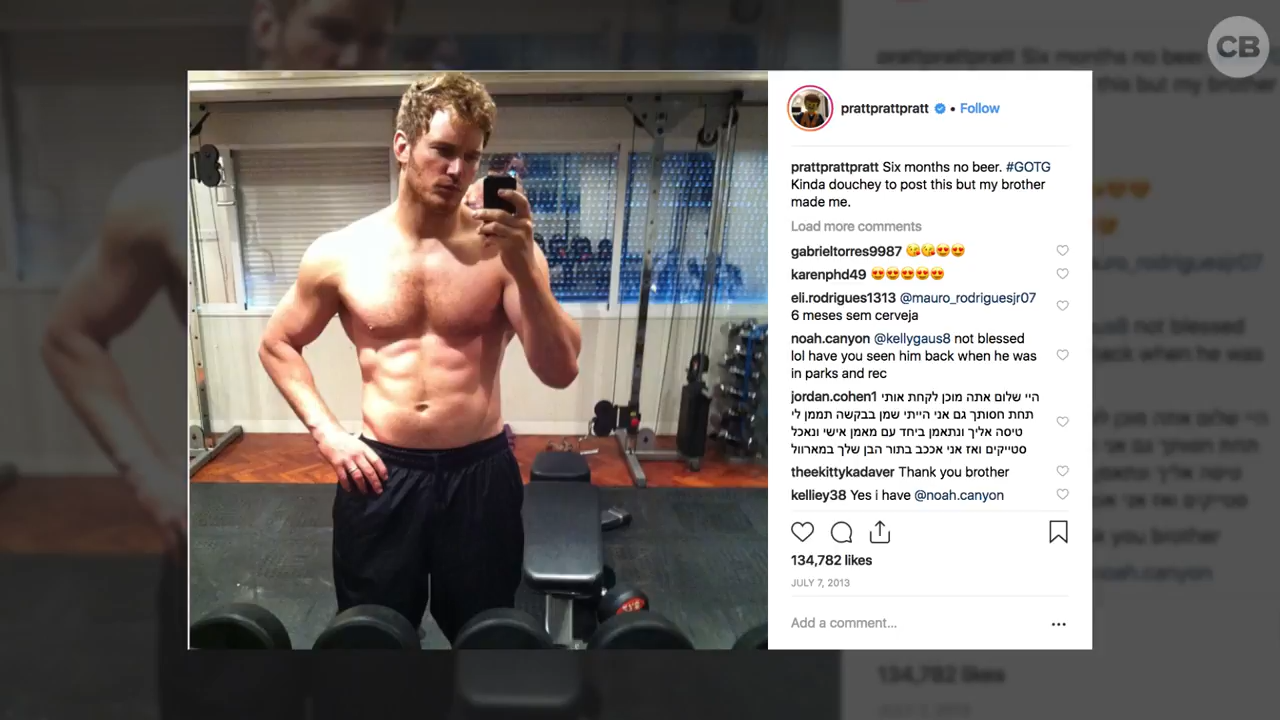 CB
prattprattpratt • Follow
prattprattpratt Six months no beer. #GOTG
Kinda douchey to post this but my brother
made me.
Load more comments
gabrieltorres9987 😘😘😍😍
karenphd49 😍😍😍😍😍
eli.rodrigues1313 @mauro_rodriguesjr07
6 meses sem cerveja
noah.canyon @kellygaus8 not blessed
lol have you seen him back when he was
in parks and rec
jordan.cohen1 היי שלום אתה מוכן לקחת אותי
תחת חסותך גם אני הייתי שמן בבקשה תממן לי
טיסה אליך ונתאמן ביחד עם מאמן אישי ונאכל
סטייקים ואז אני אככב בתור הבן שלך במארוול
theekittykadaver Thank you brother
kelliey38 Yes i have @noah.canyon
134,782 likes
JULY 7, 2013
Add a comment...